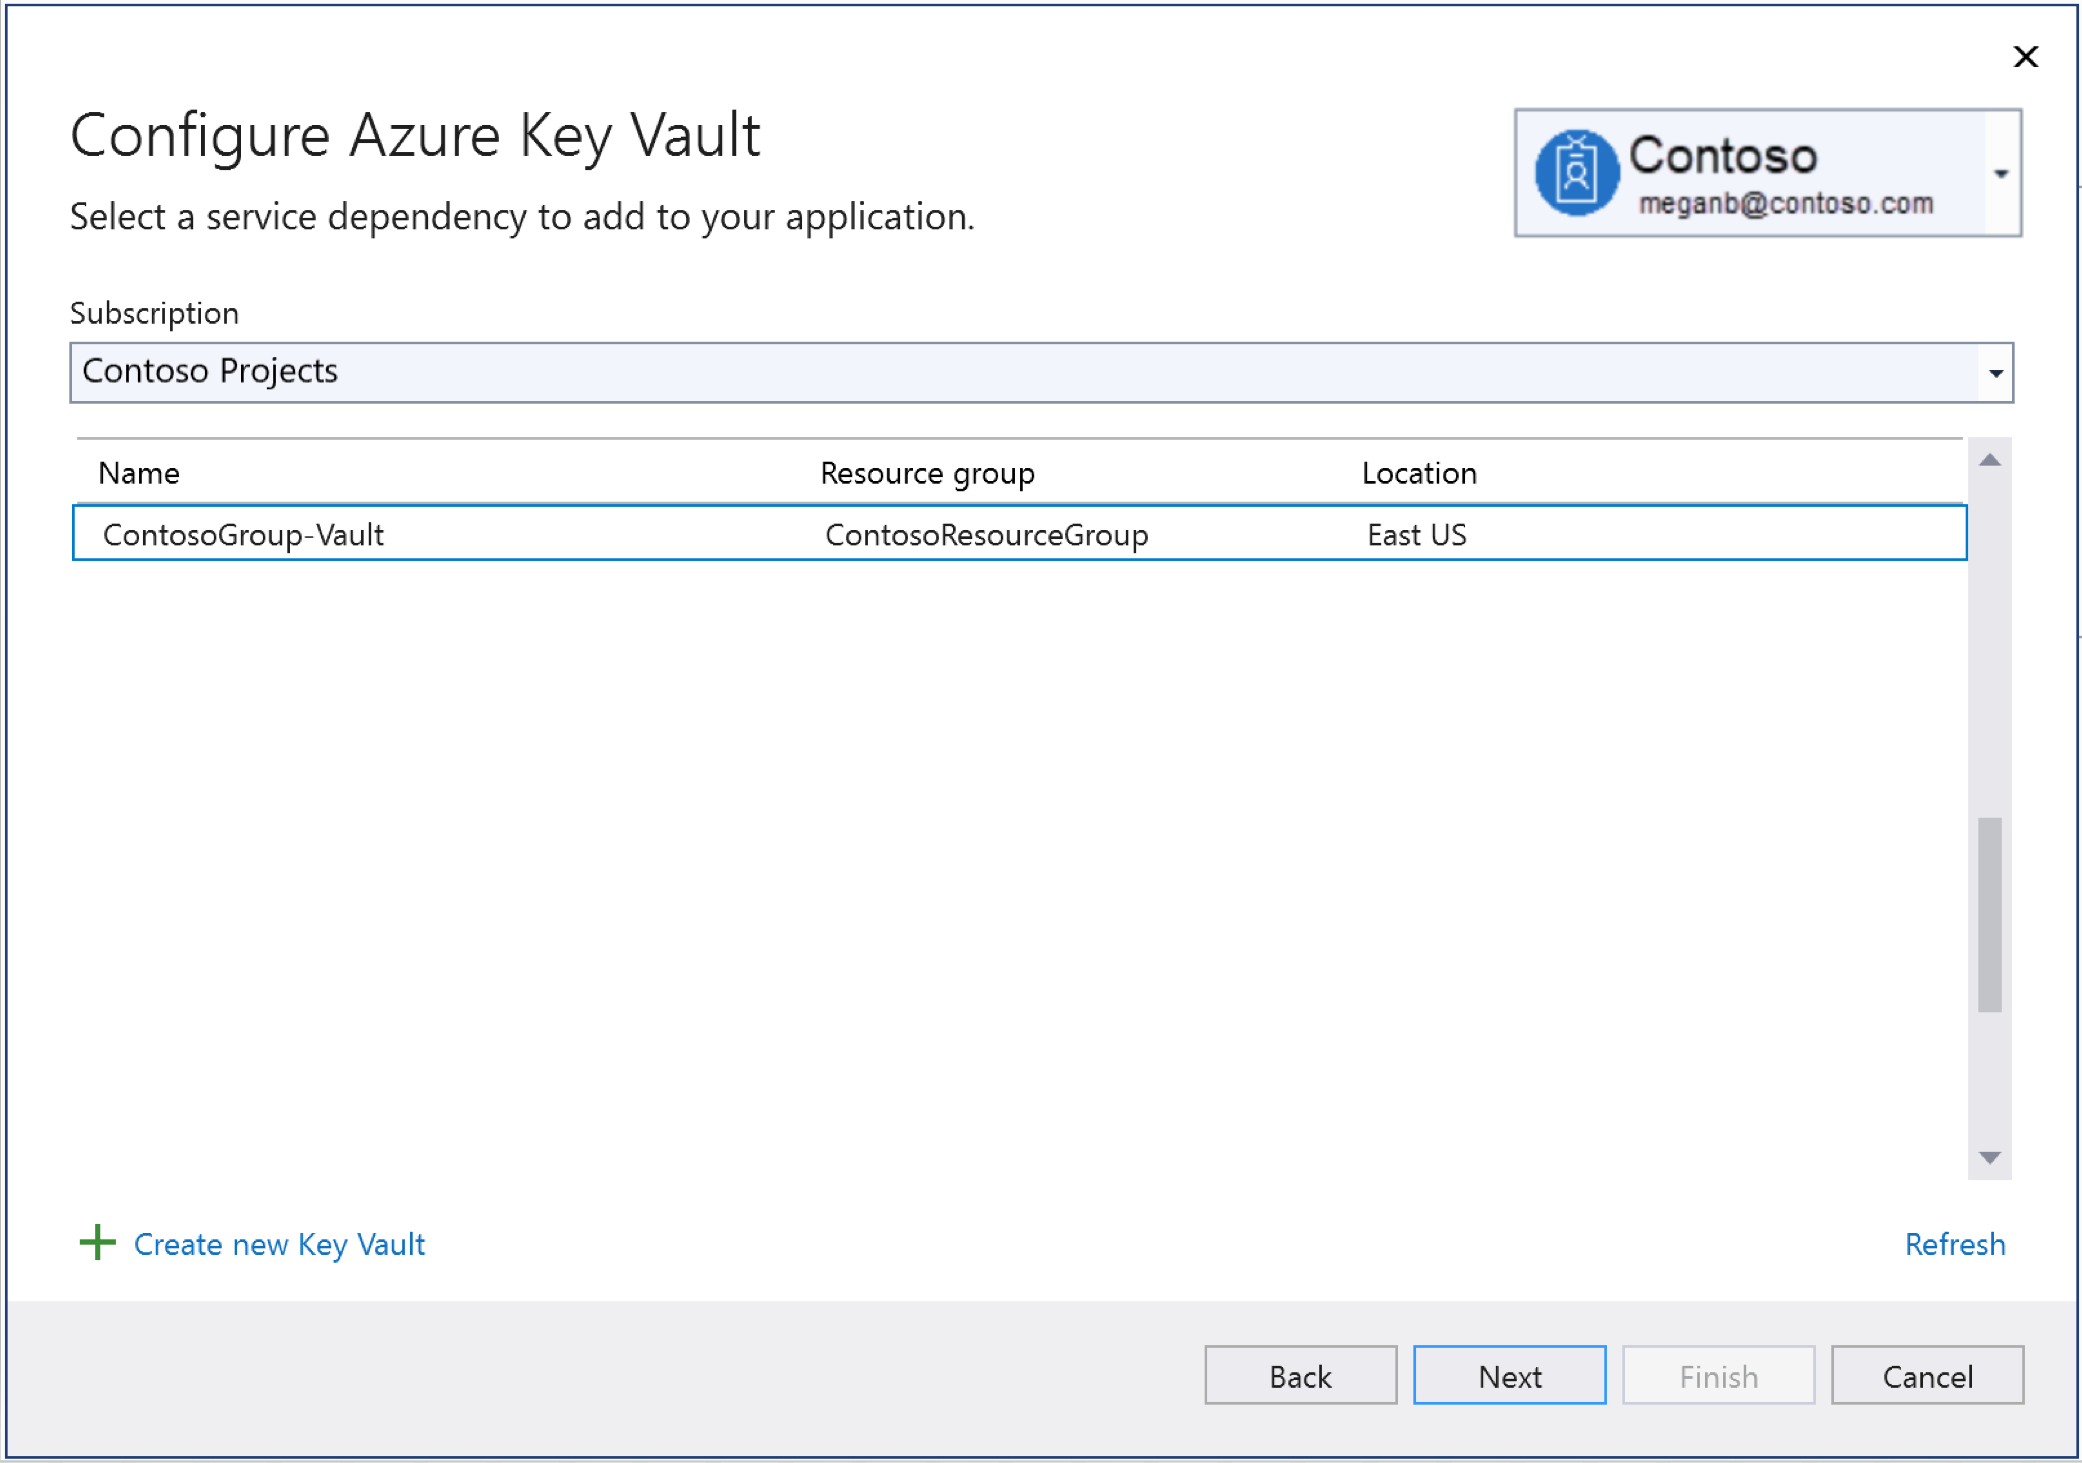 Configure Azure Key Vault
Select a service dependency to add to your application.
Contoso
meganb@contoso.com
Subscription
Contoso Projects
Name Resource group Location
ContosoGroup-Vault ContosoResourceGroup East US
Create new Key Vault Refresh
Back Next Finish Cancel